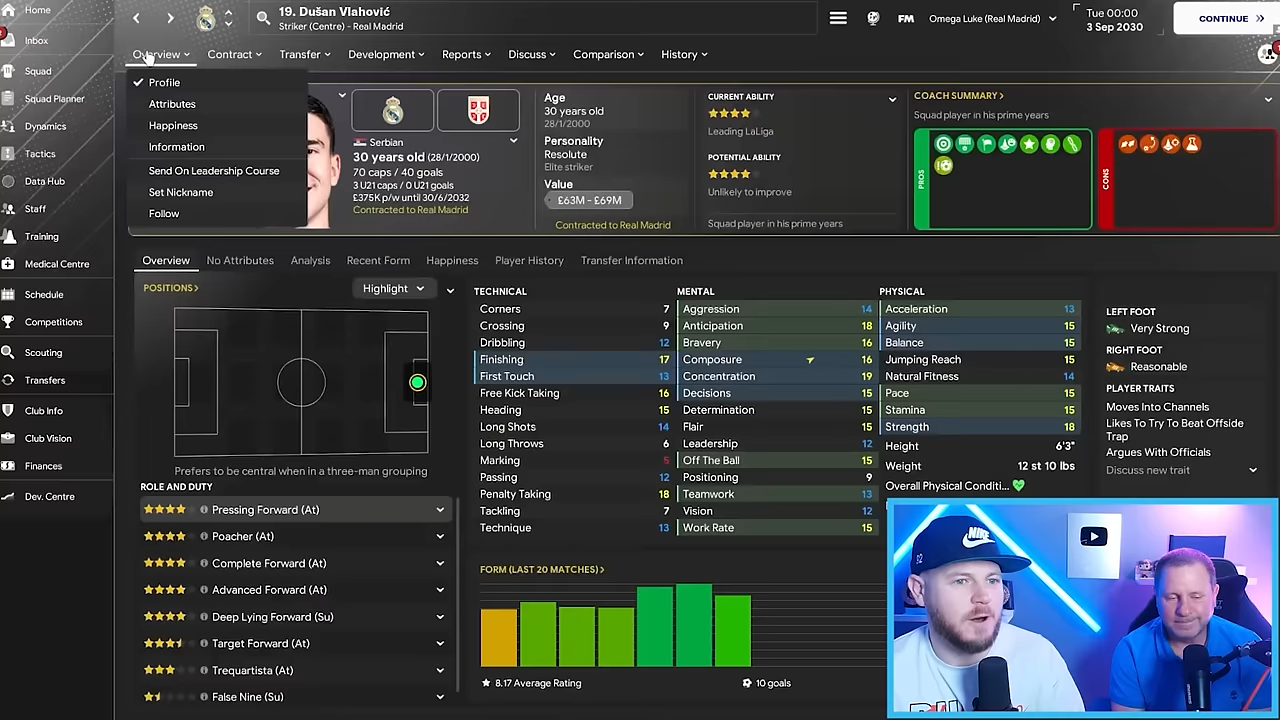 Home
Inbox
Squad
Squad Planner
Dynamics
Tactics
Data Hub
Staff
Training
Medical Centre
Schedule
Competitions
Scouting
Transfers
Club Info
Club Vision
Finances
Dev. Centre
19. Dušan Vlahović
Striker (Centre) - Real Madrid
FM
Omega Luke (Real Madrid)
Tue 00:00
3 Sep 2030
CONTINUE
Overview
Contract
Transfer
Development
Reports
Discuss
Comparison
History
Profile
Attributes
Happiness
Information
Send On Leadership Course
Set Nickname
Follow
Serbian
30 years old (28/1/2000)
70 caps / 40 goals
3 U21 caps / 0 U21 goals
£375K p/w until 30/6/2032
Contracted to Real Madrid
Age
30 years old
28/1/2000
Personality
Resolute
Elite striker
Value
£63M - £69M
Contracted to Real Madrid
CURRENT ABILITY
Leading LaLiga
POTENTIAL ABILITY
Unlikely to improve
Squad player in his prime years
COACH SUMMARY
Squad player in his prime years
PROS
CONS
Overview
No Attributes
Analysis
Recent Form
Happiness
Player History
Transfer Information
POSITIONS
Highlight
Prefers to be central when in a three-man grouping
ROLE AND DUTY
Pressing Forward (At)
Poacher (At)
Complete Forward (At)
Advanced Forward (At)
Deep Lying Forward (Su)
Target Forward (At)
Trequartista (At)
False Nine (Su)
TECHNICAL
Corners 7
Crossing 9
Dribbling 12
Finishing 17
First Touch 13
Free Kick Taking 16
Heading 15
Long Shots 14
Long Throws 6
Marking 5
Passing 12
Penalty Taking 18
Tackling 7
Technique 13
MENTAL
Aggression 14
Anticipation 18
Bravery 16
Composure 16
Concentration 19
Decisions 15
Determination 15
Flair 15
Leadership 12
Off The Ball 15
Positioning 9
Teamwork 13
Vision 12
Work Rate 15
PHYSICAL
Acceleration 13
Agility 15
Balance 15
Jumping Reach 15
Natural Fitness 14
Pace 15
Stamina 15
Strength 18
Height 6'3"
Weight 12 st 10 lbs
Overall Physical Conditi...
LEFT FOOT
Very Strong
RIGHT FOOT
Reasonable
PLAYER TRAITS
Moves Into Channels
Likes To Try To Beat Offside
Trap
Argues With Officials
Discuss new trait
FORM (LAST 20 MATCHES)
8.17 Average Rating
10 goals
NIKE